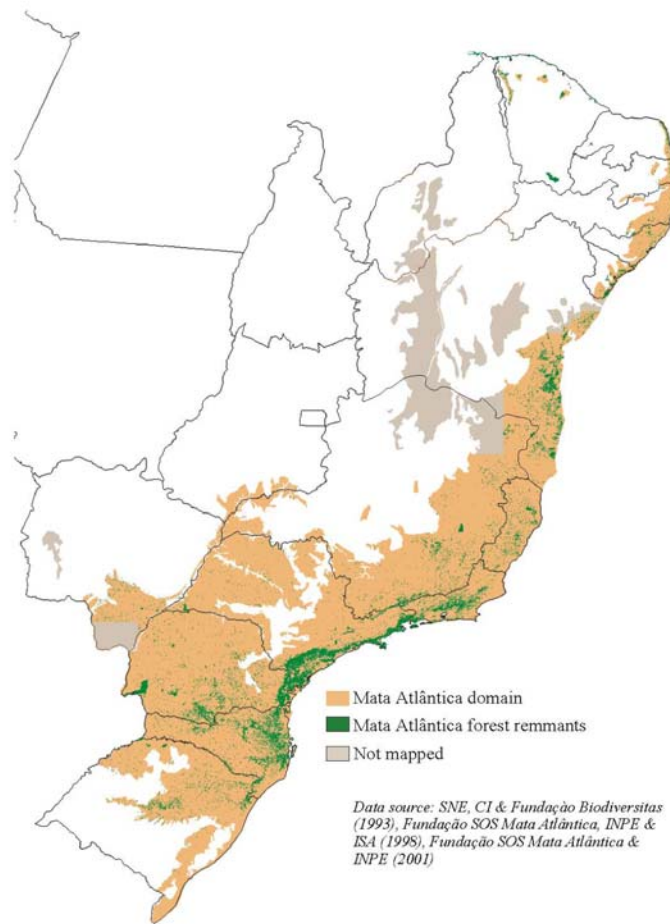 Mata Atlântica domain
Mata Atlântica forest remmants
Not mapped
Data source: SNE, CI & Fundaçào Biodiversitas
(1993), Fundação SOS Mata Atlântica, INPE &
ISA (1998), Fundação SOS Mata Atlântica &
INPE (2001)